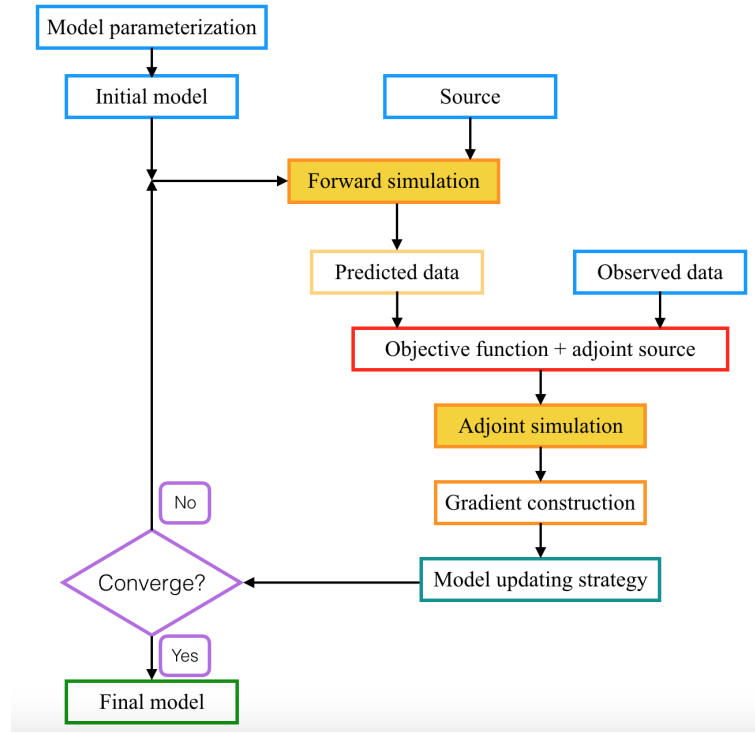 Model parameterization
Initial model
Source
Forward simulation
Predicted data
Observed data
Objective function + adjoint source
Adjoint simulation
Gradient construction
Model updating strategy
Converge?
No
Yes
Final model